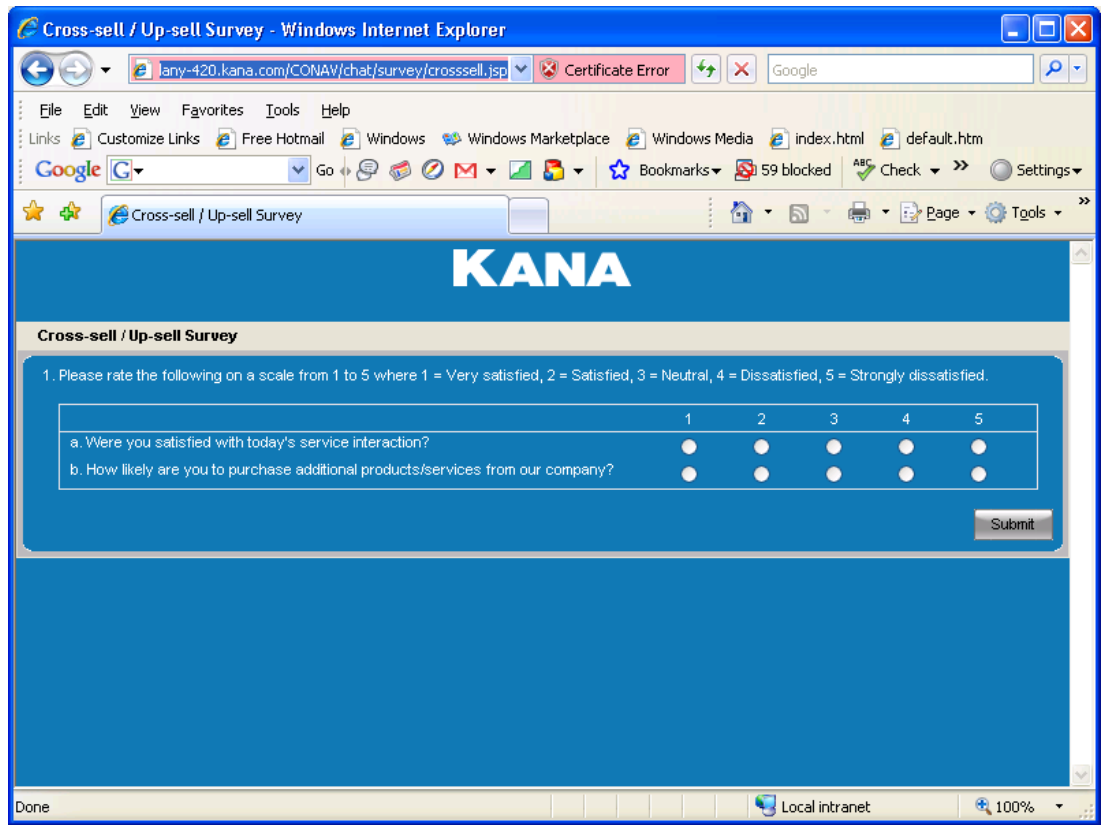 Cross-sell / Up-sell Survey - Windows Internet Explorer
lany-420.kana.com/CONAV/chat/survey/crosssell.jsp Certificate Error Google
File Edit View Favorites Tools Help
Links Customize Links Free Hotmail Windows Windows Marketplace Windows Media index.html default.htm
Google G Go Bookmarks 59 blocked ABC Check >> Settings
Cross-sell / Up-sell Survey Page Tools >>
KANA
Cross-sell / Up-sell Survey
1. Please rate the following on a scale from 1 to 5 where 1 = Very satisfied, 2 = Satisfied, 3 = Neutral, 4 = Dissatisfied, 5 = Strongly dissatisfied.
1 2 3 4 5
a. Were you satisfied with today's service interaction?
b. How likely are you to purchase additional products/services from our company?
Submit
Done Local intranet 100%